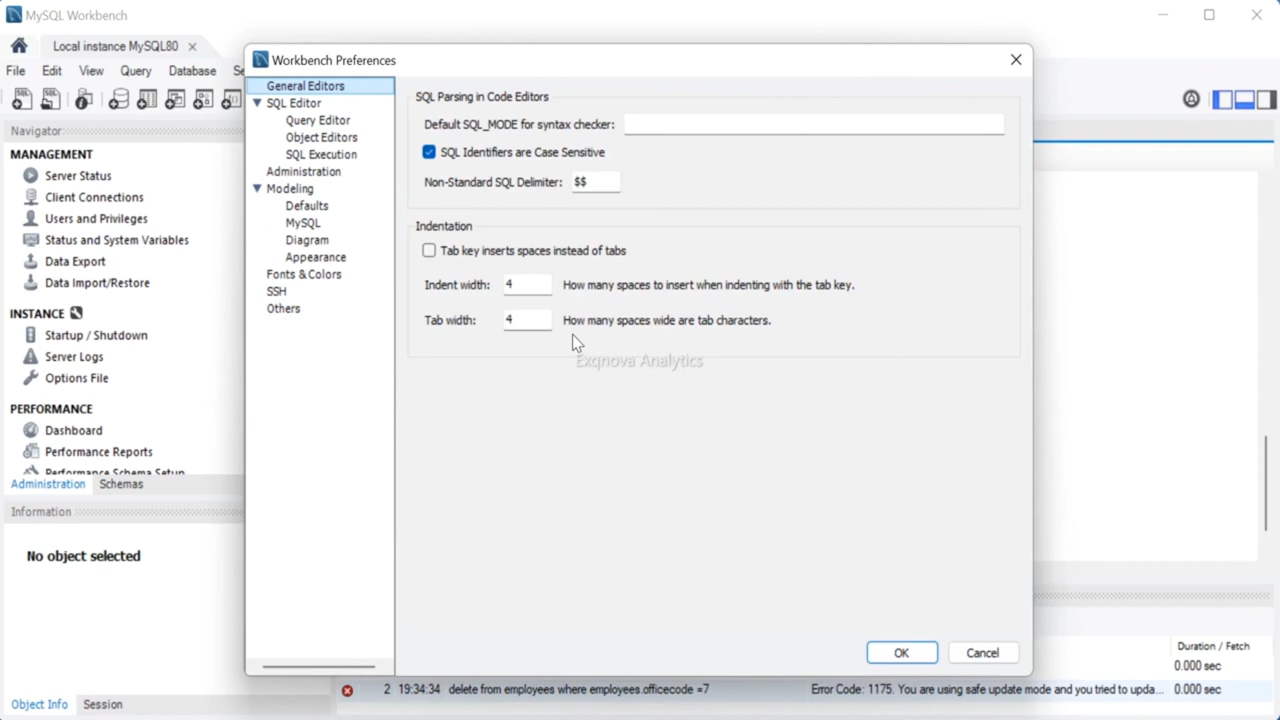 MySQL Workbench
Local instance MySQL80
File Edit View Query Database Se
Navigator
MANAGEMENT
Server Status
Client Connections
Users and Privileges
Status and System Variables
Data Export
Data Import/Restore
INSTANCE
Startup / Shutdown
Server Logs
Options File
PERFORMANCE
Dashboard
Performance Reports
Performance Schema Setup
Administration Schemas
Information
No object selected
Object Info Session
Workbench Preferences
General Editors
SQL Editor
Query Editor
Object Editors
SQL Execution
Administration
Modeling
Defaults
MySQL
Diagram
Appearance
Fonts & Colors
SSH
Others
SQL Parsing in Code Editors
Default SQL_MODE for syntax checker:
SQL Identifiers are Case Sensitive
Non-Standard SQL Delimiter: $$
Indentation
Tab key inserts spaces instead of tabs
Indent width: 4 How many spaces to insert when indenting with the tab key.
Tab width: 4 How many spaces wide are tab characters.
Exqnova Analytics
OK Cancel
Duration / Fetch
0.000 sec
2 19:34:34 delete from employees where employees.officecode =7 Error Code: 1175. You are using safe update mode and you tried to upda... 0.000 sec